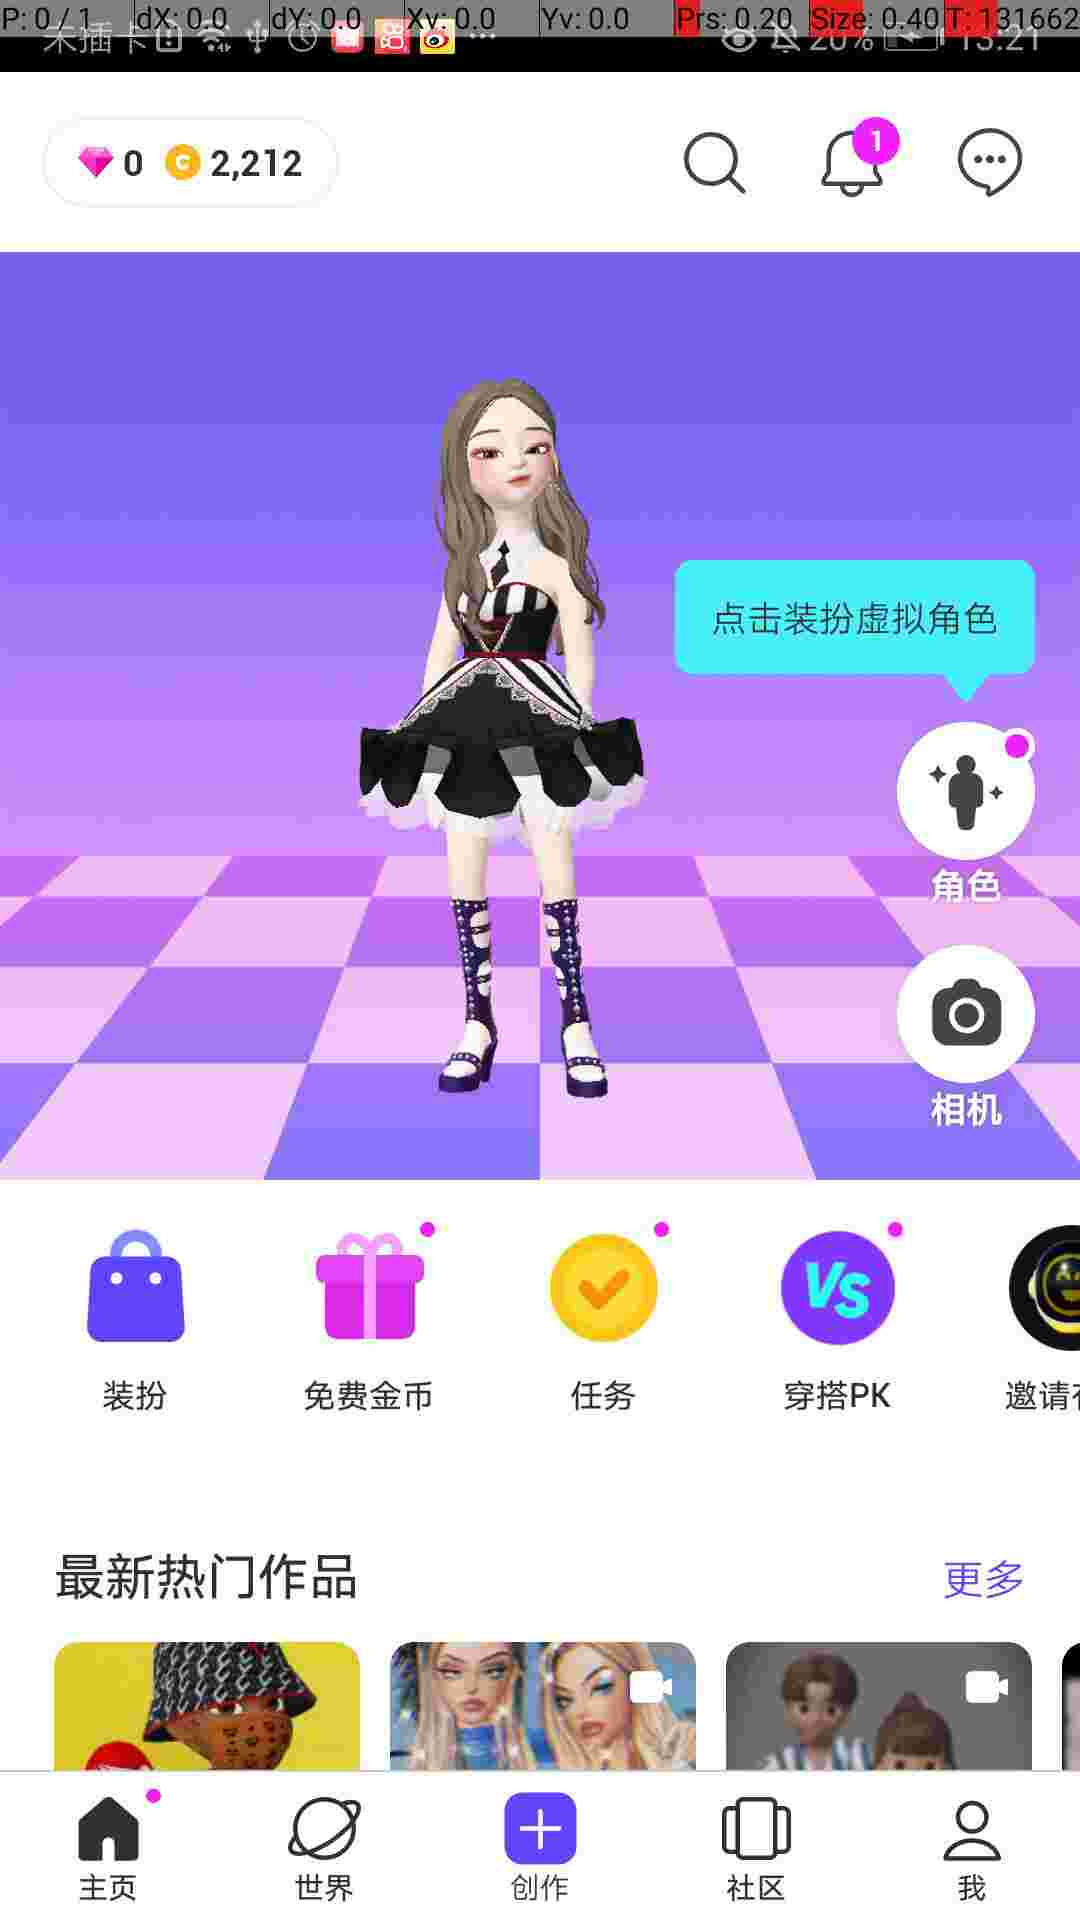 P: 0 / 1 dX: 0.0 dY: 0.0 Xv: 0.0 Yv: 0.0 Prs: 0.20 Size: 0.40 T: 131662
未插卡 20% 13:21
0 C 2,212 1
点击装扮虚拟角色
角色
相机
VS
装扮 免费金币 任务 穿搭PK 邀请
最新热门作品 更多
主页 世界 创作 社区 我